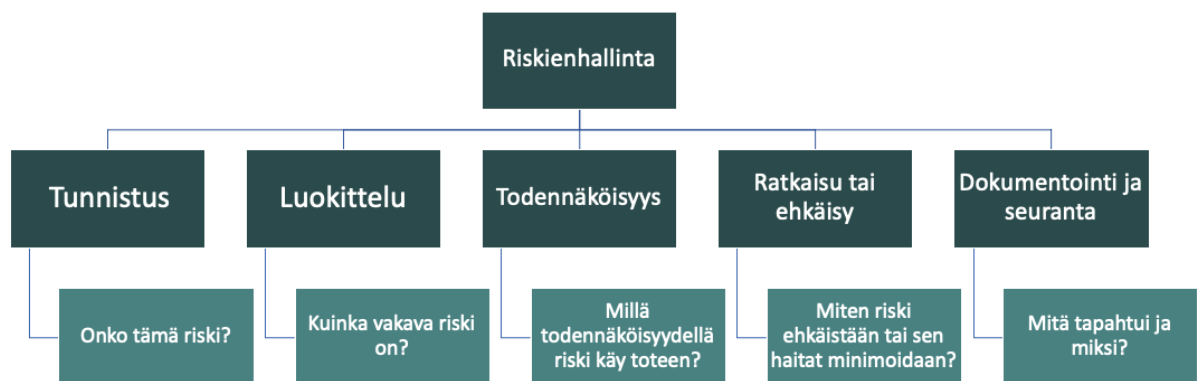 Riskienhallinta
Tunnistus
Luokittelu
Todennäköisyys
Ratkaisu tai
ehkäisy
Dokumentointi ja
seuranta
Onko tämä riski?
Kuinka vakava riski
on?
Millä
todennäköisyydellä
riski käy toteen?
Miten riski
ehkäistään tai sen
haitat minimoidaan?
Mitä tapahtui ja
miksi?